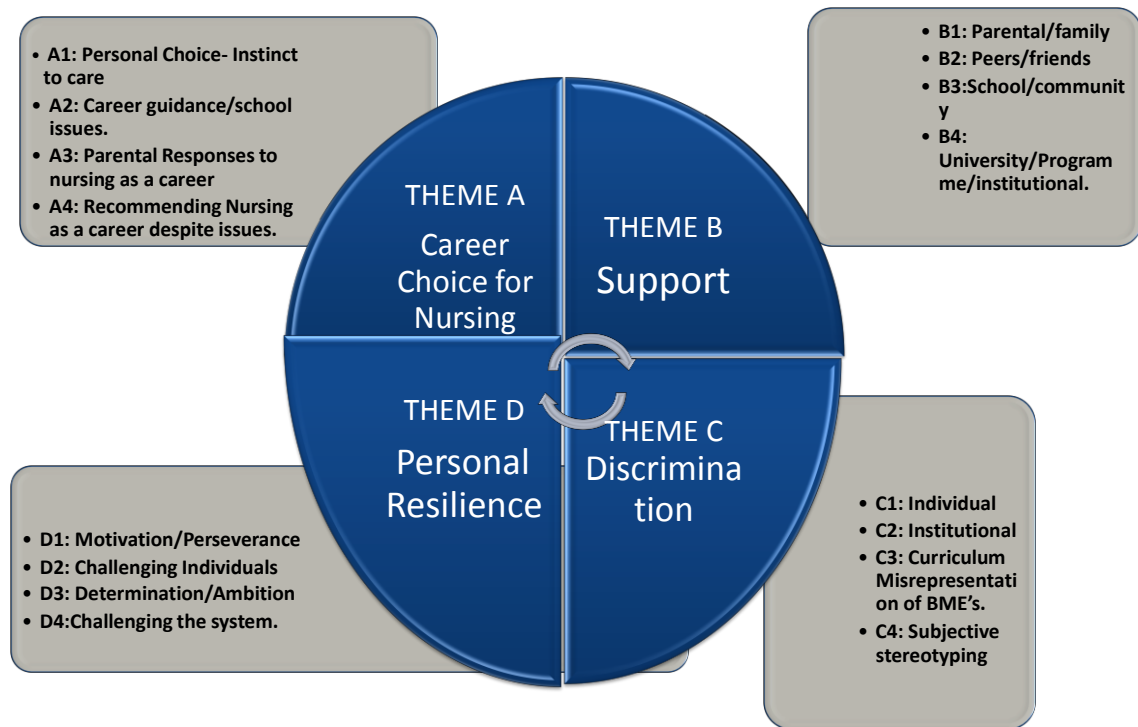 • A1: Personal Choice- Instinct
to care
• A2: Career guidance/school
issues.
• A3: Parental Responses to
nursing as a career
• A4: Recommending Nursing
as a career despite issues.
• B1: Parental/family
• B2: Peers/friends
• B3:School/communit
y
• B4:
University/Program
me/institutional.
THEME A
Career
Choice for
Nursing
THEME B
Support
THEME D
Personal
Resilience
THEME C
Discrimina
tion
• D1: Motivation/Perseverance
• D2: Challenging Individuals
• D3: Determination/Ambition
• D4:Challenging the system.
• C1: Individual
• C2: Institutional
• C3: Curriculum
Misrepresentati
on of BME’s.
• C4: Subjective
stereotyping